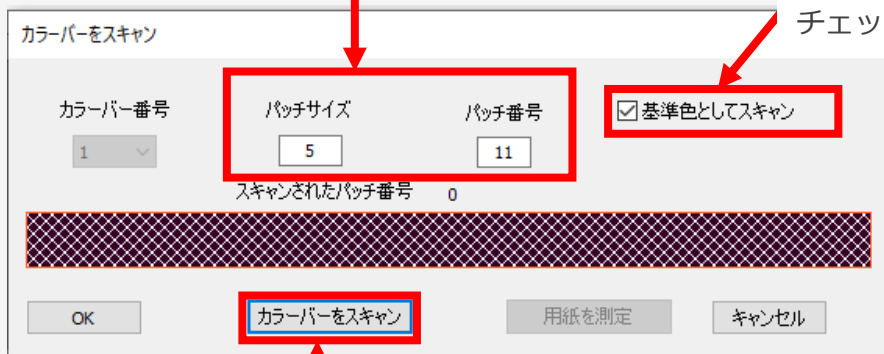 チェッ
カラーバーをスキャン
カラーバー番号
パッチサイズ
パッチ番号
基準色としてスキャン
1
5
11
スキャンされたパッチ番号 0
OK
カラーバーをスキャン
用紙を測定
キャンセル